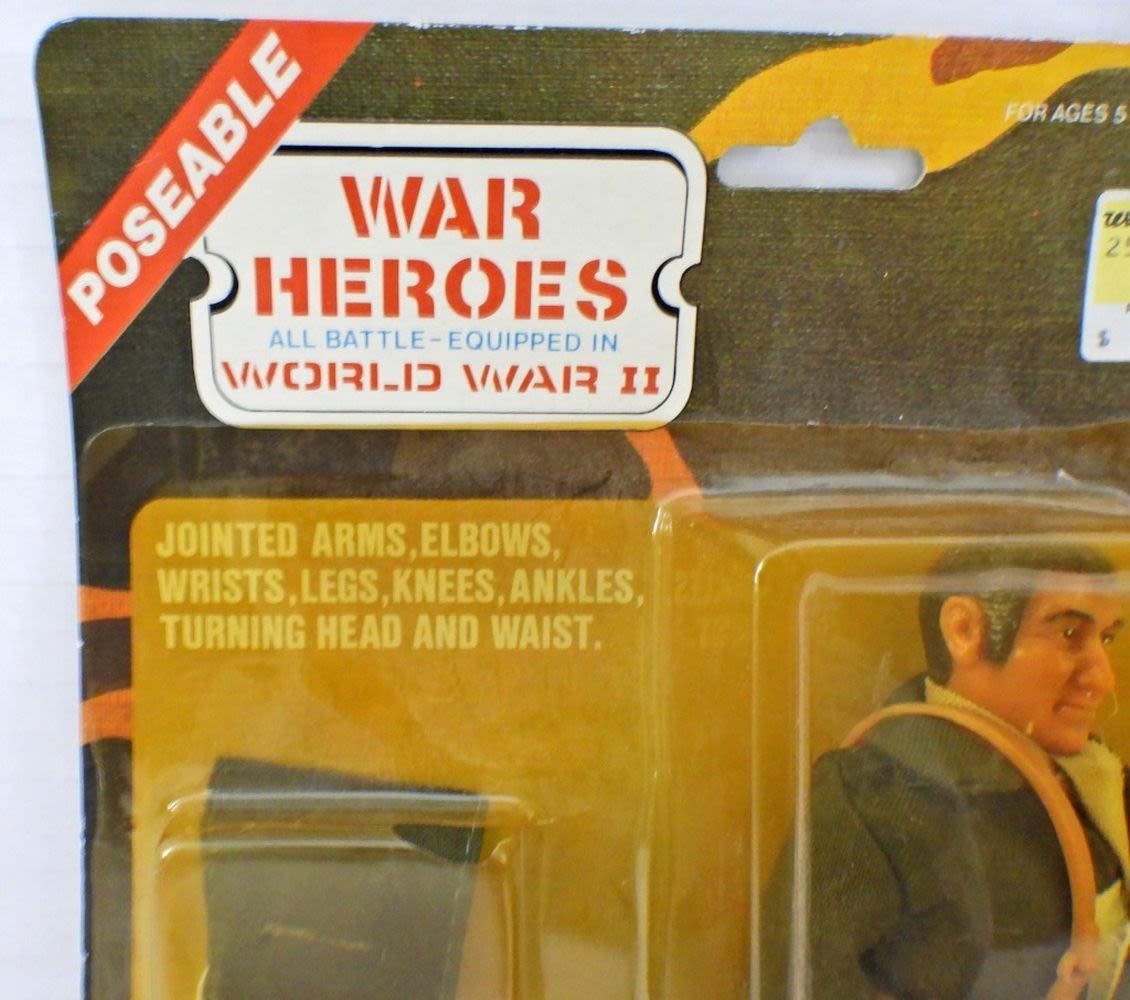 POSEABLE
FOR AGES 5
WAR
HEROES
ALL BATTLE-EQUIPPED IN
WORLD WAR II
25
$
JOINTED ARMS, ELBOWS,
WRISTS, LEGS, KNEES, ANKLES,
TURNING HEAD AND WAIST.